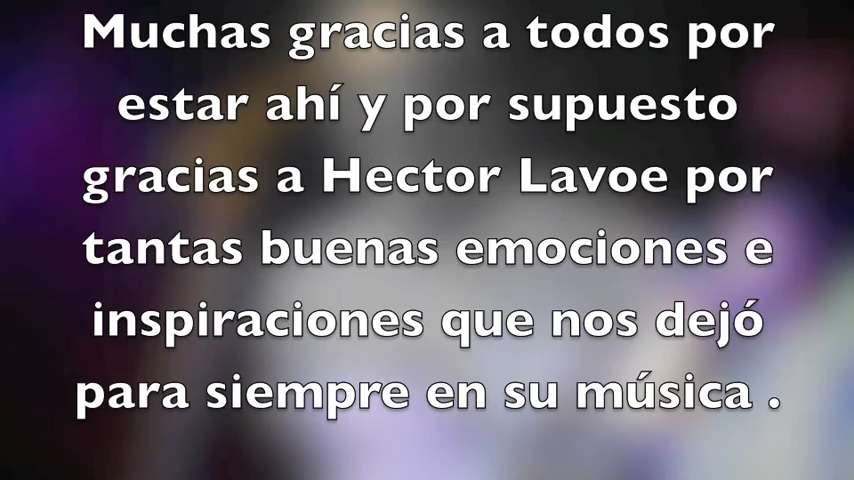 Muchas gracias a todos por
estar ahí y por supuesto
gracias a Hector Lavoe por
tantas buenas emociones e
inspiraciones que nos dejó
para siempre en su música .